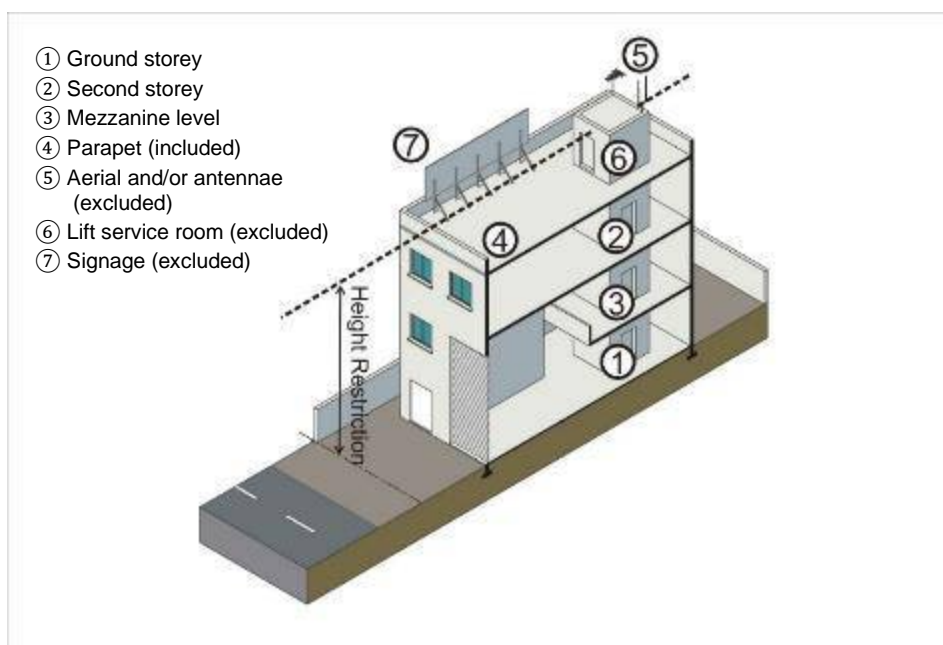 ① Ground storey
② Second storey
③ Mezzanine level
④ Parapet (included)
⑤ Aerial and/or antennae
(excluded)
⑥ Lift service room (excluded)
⑦ Signage (excluded)
⑤
⑦
⑥
④
②
③
①
Height Restriction